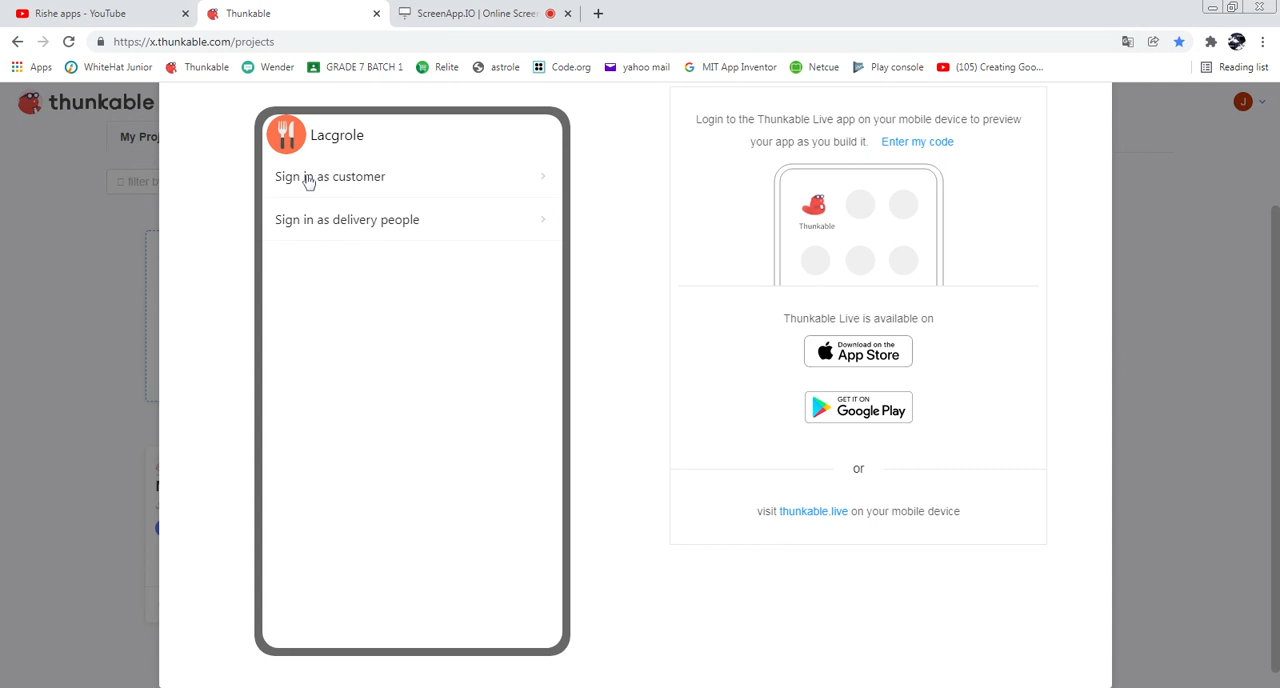 Rishe apps - YouTube
Thunkable
ScreenApp.IO | Online Scree
https://x.thunkable.com/projects
Apps
WhiteHat Junior
Thunkable
Wender
GRADE 7 BATCH 1
Relite
astrole
Code.org
yahoo mail
MIT App Inventor
Netcue
Play console
(105) Creating Goo...
Reading list
thunkable
J
My Proj
filter b
Lacgrole
Sign in as customer
Sign in as delivery people
Login to the Thunkable Live app on your mobile device to preview
your app as you build it. Enter my code
Thunkable
Thunkable Live is available on
Download on the
App Store
GET IT ON
Google Play
or
visit thunkable.live on your mobile device